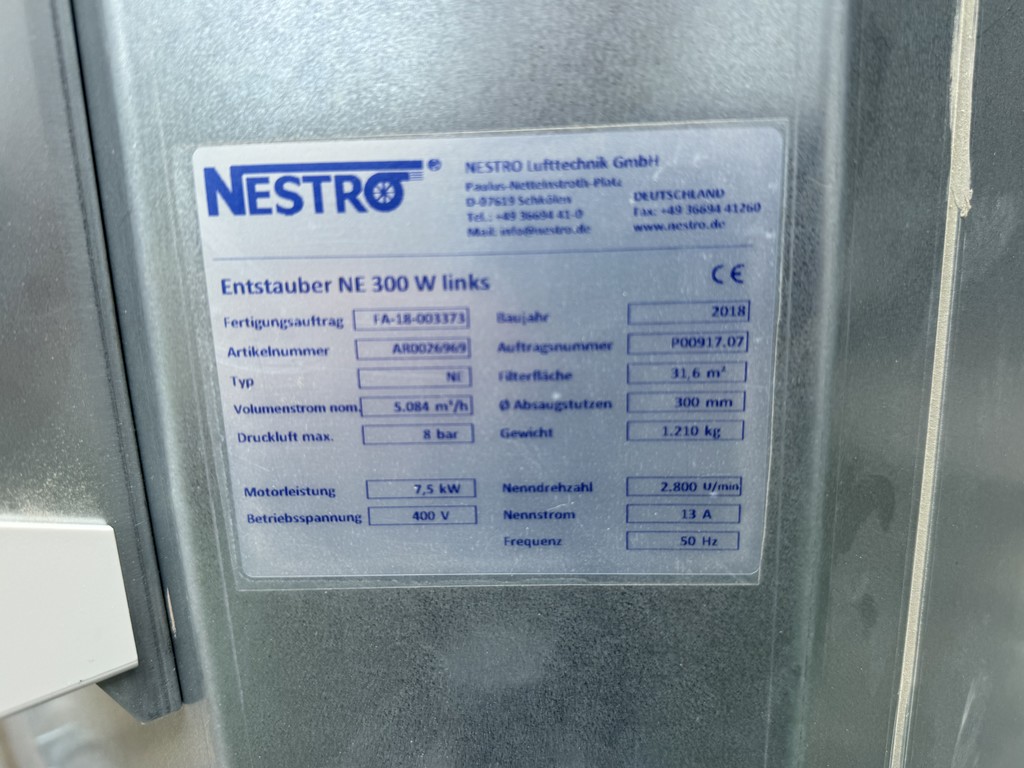 NESTRO®
NESTRO Lufttechnik GmbH
Paulus-Nettelnstroth-Platz
D-07619 Schkölen
DEUTSCHLAND
Tel.: +49 36694 41-0
Fax: +49 36694 41260
Mail: info@nestro.de
www.nestro.de
Entstauber NE 300 W links
CE
Fertigungsauftrag FA-18-003373 Baujahr 2018
Artikelnummer AR0026969 Auftragsnummer P00917.07
Typ NE Filterfläche 31,6 m²
Volumenstrom nom. 5.084 m³/h Ø Absaugstutzen 300 mm
Druckluft max. 8 bar Gewicht 1.210 kg
Motorleistung 7,5 kW Nenndrehzahl 2.800 U/min
Betriebsspannung 400 V Nennstrom 13 A
Frequenz 50 Hz